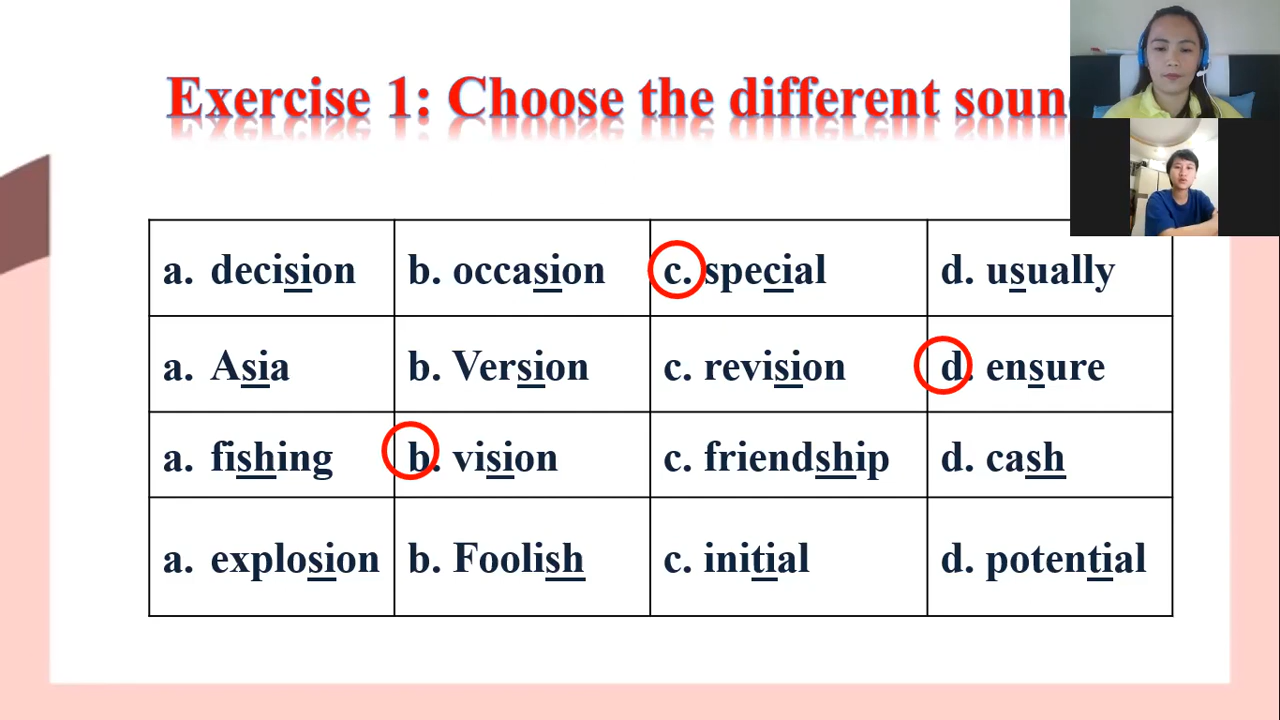 Exercise 1: Choose the different soun
a. decision b. occasion c. special d. usually
a. Asia b. Version c. revision d. ensure
a. fishing b. vision c. friendship d. cash
a. explosion b. Foolish c. initial d. potential